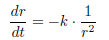 dr/dt = −k · 1/r²